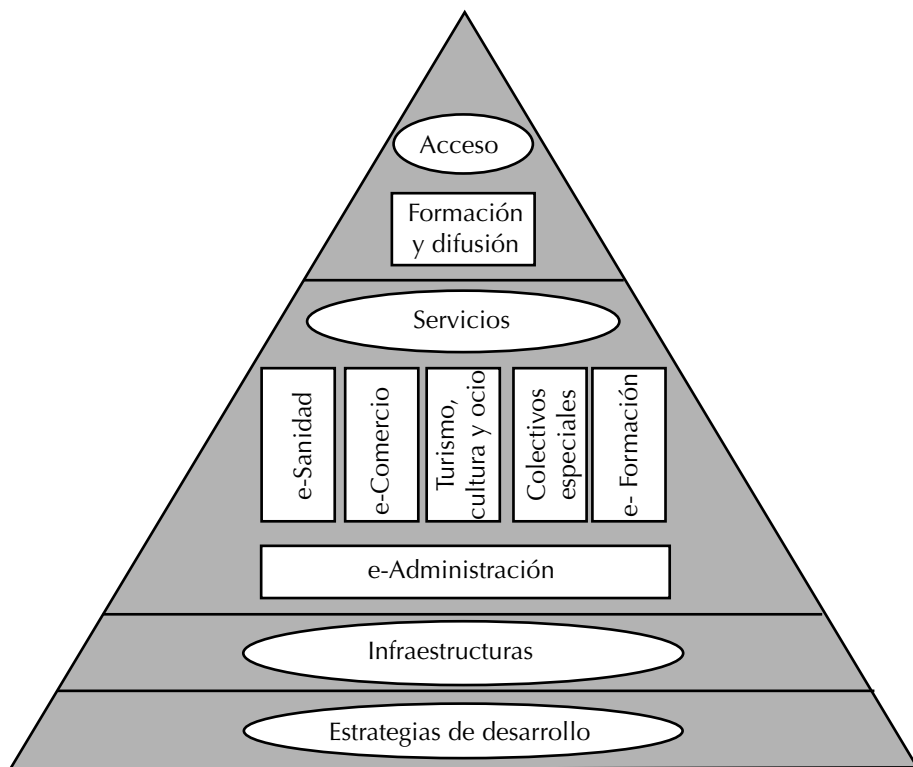 Acceso
Formación
y difusión
Servicios
e-Sanidad
e-Comercio
Turismo,
cultura y ocio
Colectivos
especiales
e- Formación
e-Administración
Infraestructuras
Estrategias de desarrollo